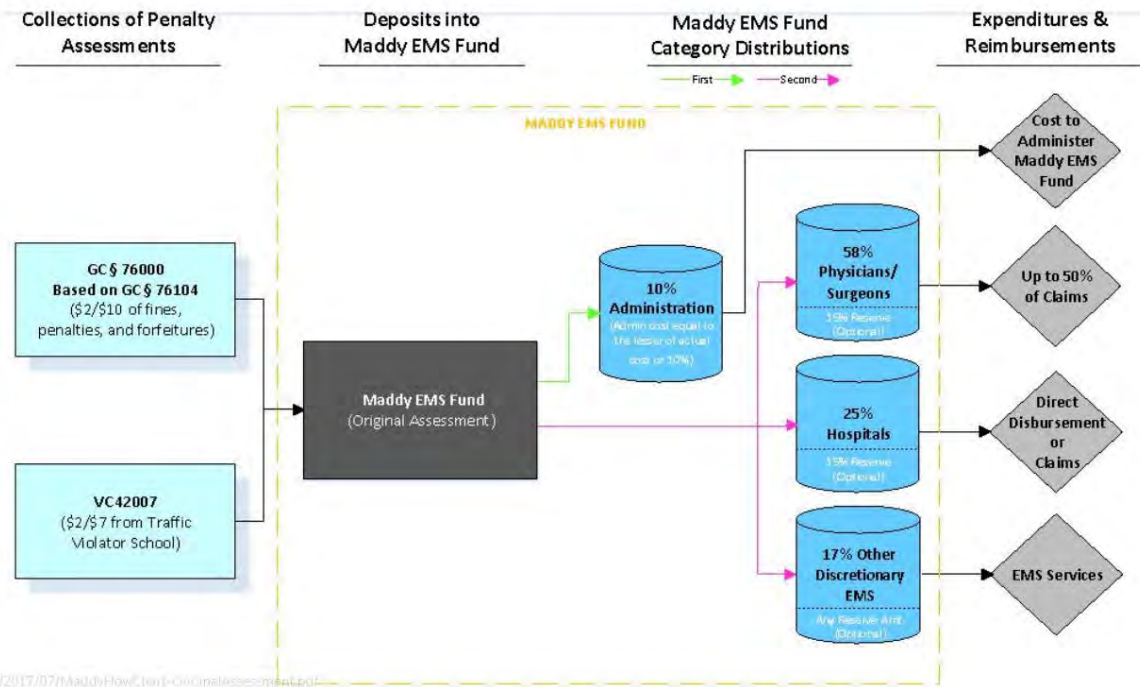 Collections of Penalty
Assessments
Deposits into
Maddy EMS Fund
Maddy EMS Fund
Category Distributions
First
Second
Expenditures &
Reimbursements
MADDY EMS FUND
Cost to
Administer
Maddy EMS
Fund
GC § 76000
Based on GC § 76104
($2/$10 of fines,
penalties, and forfeitures)
10%
Administration
(Admin cost equal to
the lesser of actual
cost or 10%)
58%
Physicians/
Surgeons
15% Reserve
(Optional)
Up to 50%
of Claims
Maddy EMS Fund
(Original Assessment)
25%
Hospitals
15% Reserve
(Optional)
Direct
Disbursement
or
Claims
VC42007
($2/$7 from Traffic
Violator School)
17% Other
Discretionary
EMS
Any Reserve Amt.
(Optional)
EMS Services
/2017/07/